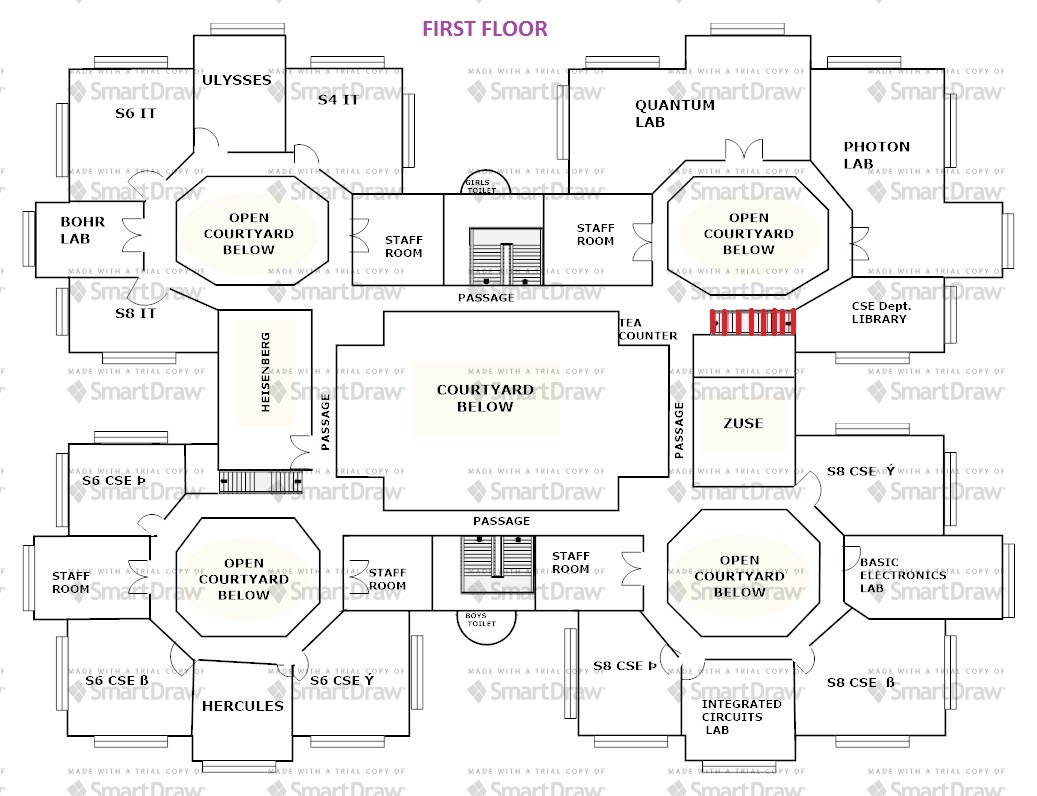 FIRST FLOOR
ULYSSES
S6 IT
S4 IT
QUANTUM
LAB
PHOTON
LAB
GIRLS
TOILET
BOHR
LAB
OPEN
COURTYARD
BELOW
STAFF
ROOM
STAFF
ROOM
OPEN
COURTYARD
BELOW
PASSAGE
S8 IT
CSE Dept.
LIBRARY
TEA
COUNTER
HEISENBERG
PASSAGE
COURTYARD
BELOW
PASSAGE
ZUSE
S6 CSE Þ
S8 CSE Ý
PASSAGE
STAFF
ROOM
OPEN
COURTYARD
BELOW
STAFF
ROOM
STAFF
ROOM
OPEN
COURTYARD
BELOW
BASIC
ELECTRONICS
LAB
BOYS
TOILET
S6 CSE ß
HERCULES
S6 CSE Ý
S8 CSE Þ
INTEGRATED
CIRCUITS
LAB
S8 CSE ß
MADE WITH A TRIAL COPY OF
SmartDraw